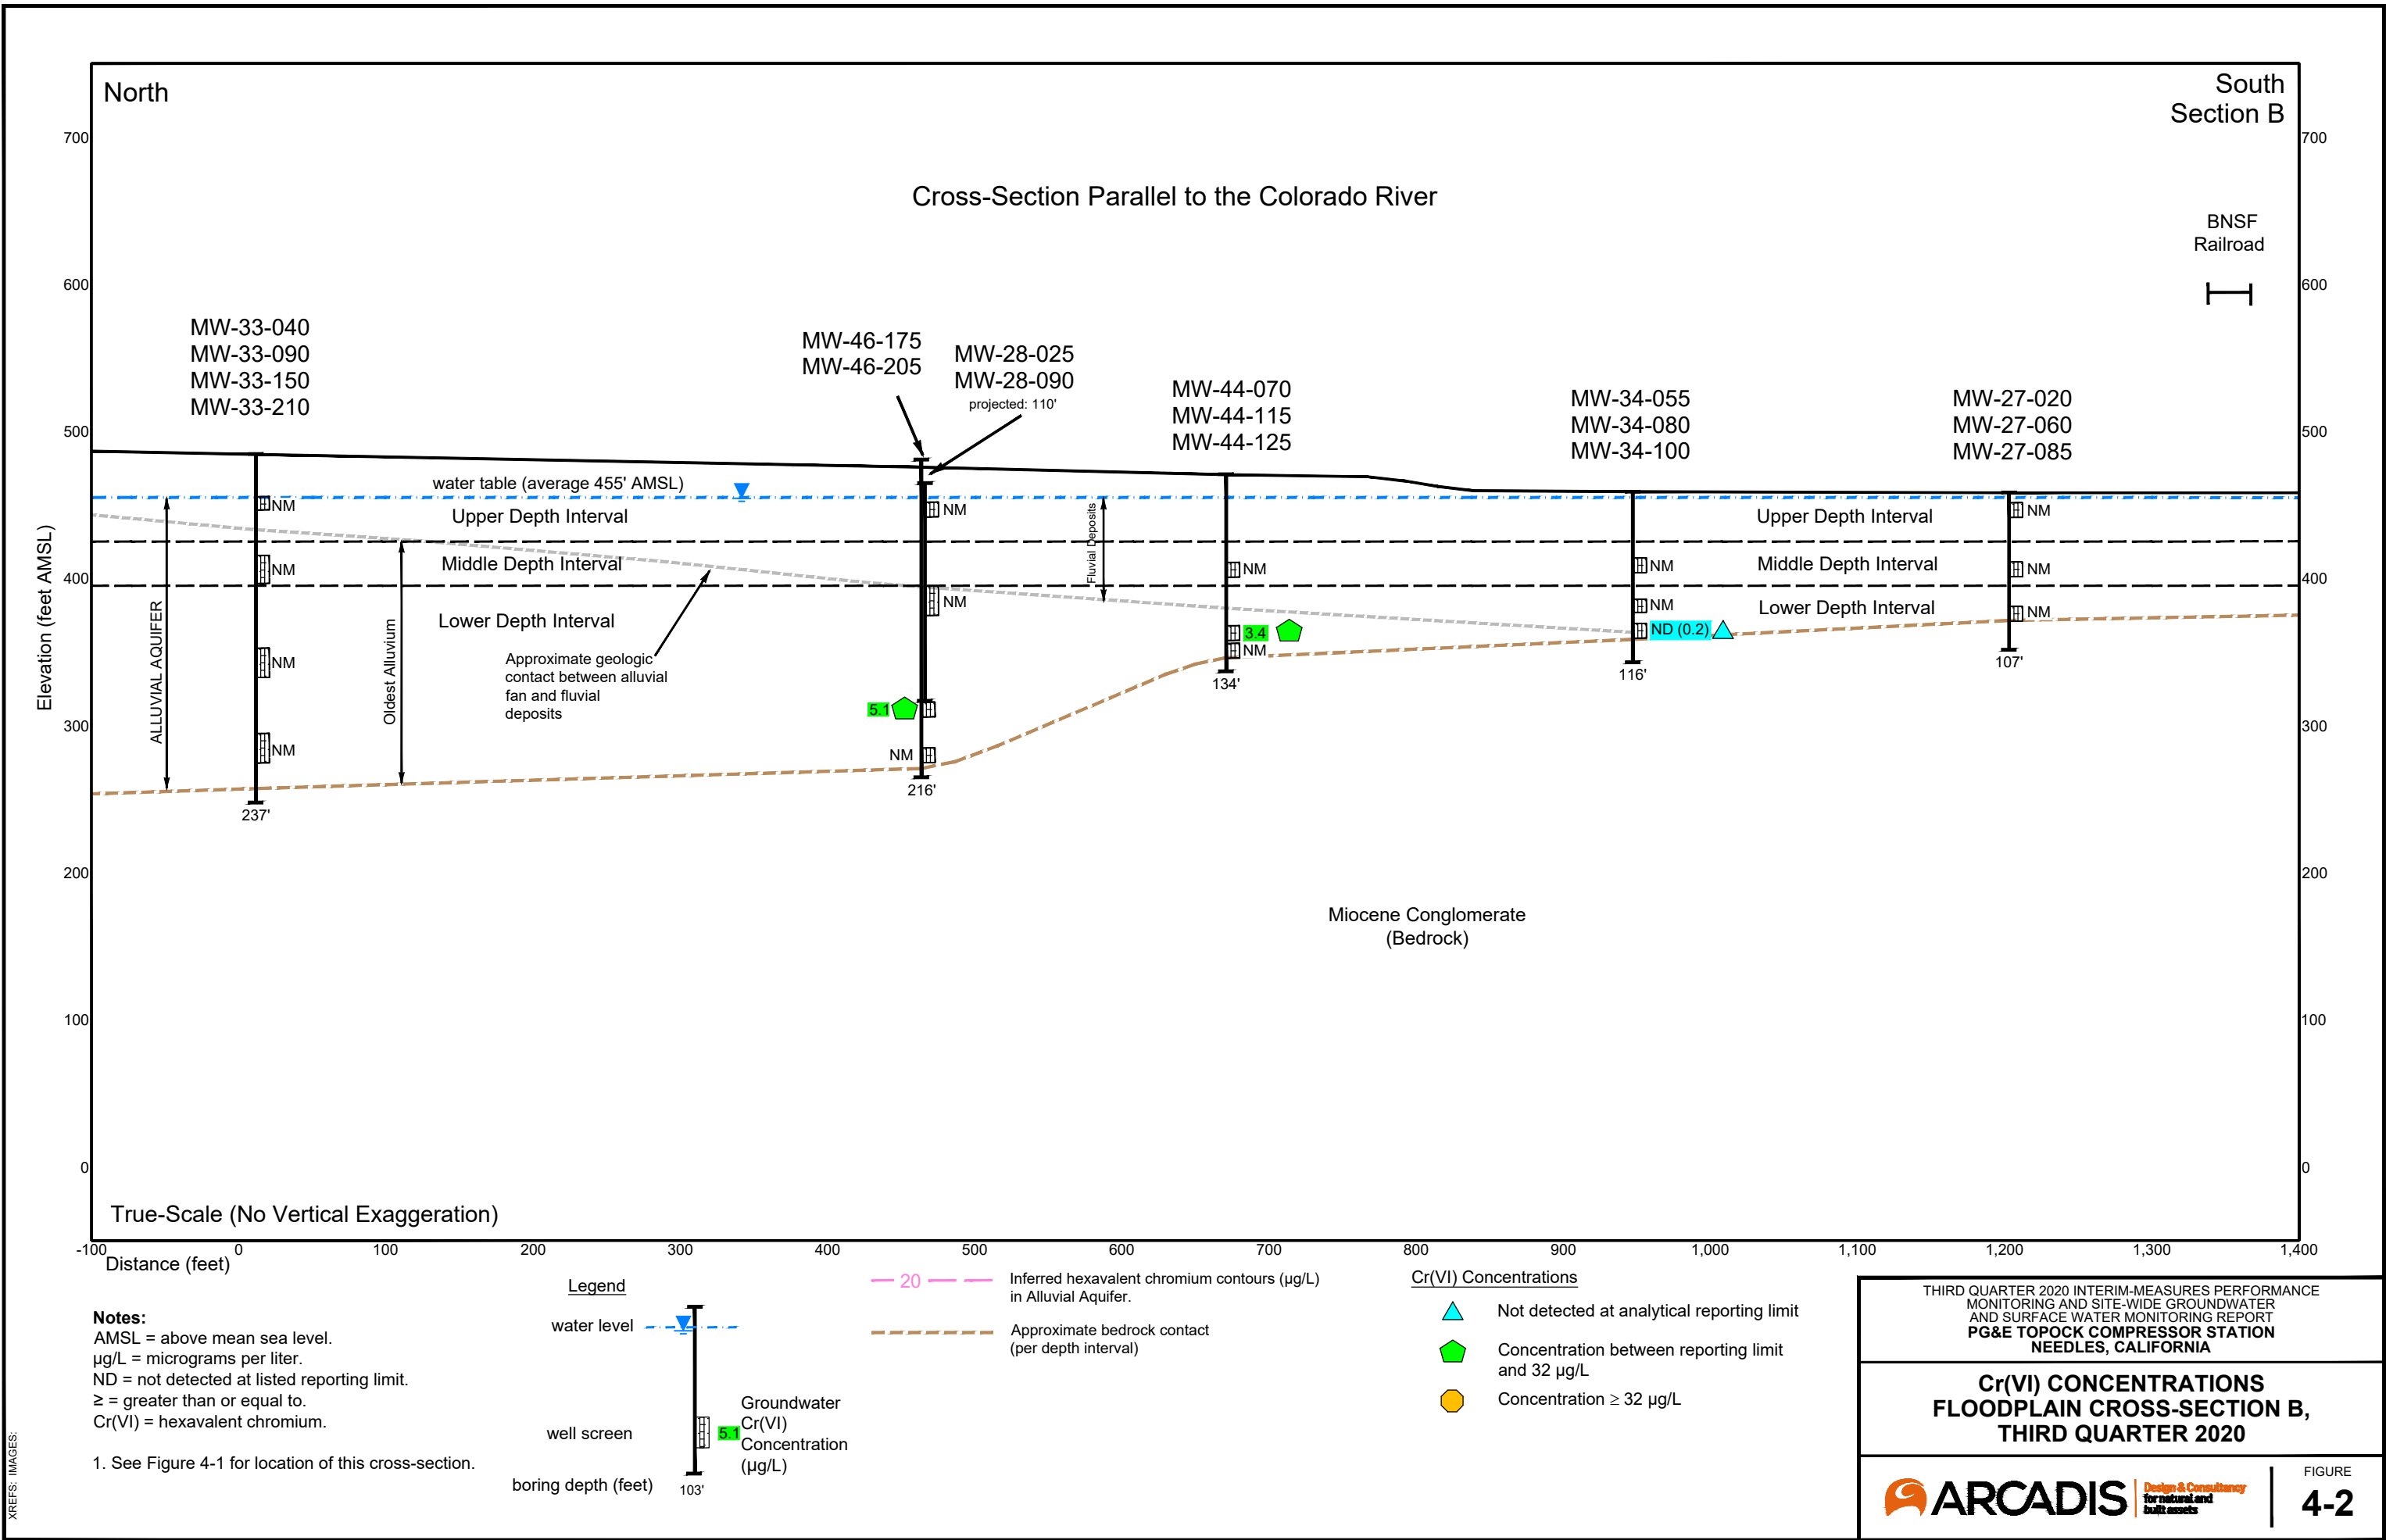 North
South
Section B
Cross-Section Parallel to the Colorado River
BNSF
Railroad
Elevation (feet AMSL)
700
600
500
400
300
200
100
0
700
600
500
400
300
200
100
0
MW-33-040
MW-33-090
MW-33-150
MW-33-210
MW-46-175
MW-46-205
MW-28-025
MW-28-090
projected: 110'
MW-44-070
MW-44-115
MW-44-125
MW-34-055
MW-34-080
MW-34-100
MW-27-020
MW-27-060
MW-27-085
water table (average 455' AMSL)
Upper Depth Interval
Middle Depth Interval
Lower Depth Interval
Upper Depth Interval
Middle Depth Interval
Lower Depth Interval
ALLUVIAL AQUIFER
Oldest Alluvium
Fluvial Deposits
Approximate geologic
contact between alluvial
fan and fluvial
deposits
NM
NM
NM
NM
237'
NM
NM
5.1
NM
216'
NM
3.4
NM
134'
NM
NM
ND (0.2)
116'
NM
NM
NM
107'
Miocene Conglomerate
(Bedrock)
True-Scale (No Vertical Exaggeration)
-100 0 100 200 300 400 500 600 700 800 900 1,000 1,100 1,200 1,300 1,400
Distance (feet)
Notes:
AMSL = above mean sea level.
µg/L = micrograms per liter.
ND = not detected at listed reporting limit.
≥ = greater than or equal to.
Cr(VI) = hexavalent chromium.
1. See Figure 4-1 for location of this cross-section.
Legend
water level
well screen
5.1
Groundwater
Cr(VI)
Concentration
(µg/L)
boring depth (feet)
103'
20
Inferred hexavalent chromium contours (µg/L)
in Alluvial Aquifer.
Approximate bedrock contact
(per depth interval)
Cr(VI) Concentrations
Not detected at analytical reporting limit
Concentration between reporting limit
and 32 µg/L
Concentration ≥ 32 µg/L
THIRD QUARTER 2020 INTERIM-MEASURES PERFORMANCE
MONITORING AND SITE-WIDE GROUNDWATER
AND SURFACE WATER MONITORING REPORT
PG&E TOPOCK COMPRESSOR STATION
NEEDLES, CALIFORNIA
Cr(VI) CONCENTRATIONS
FLOODPLAIN CROSS-SECTION B,
THIRD QUARTER 2020
ARCADIS
Design & Consultancy
for natural and
built assets
FIGURE
4-2
XREFS: IMAGES: